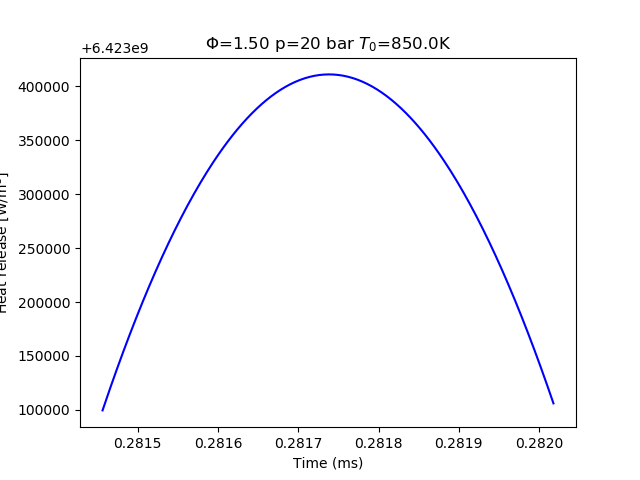 Φ=1.50 p=20 bar T₀=850.0K
+6.423e9
400000
350000
300000
250000
200000
150000
100000
Heat release [W/m³]
0.2815 0.2816 0.2817 0.2818 0.2819 0.2820
Time (ms)